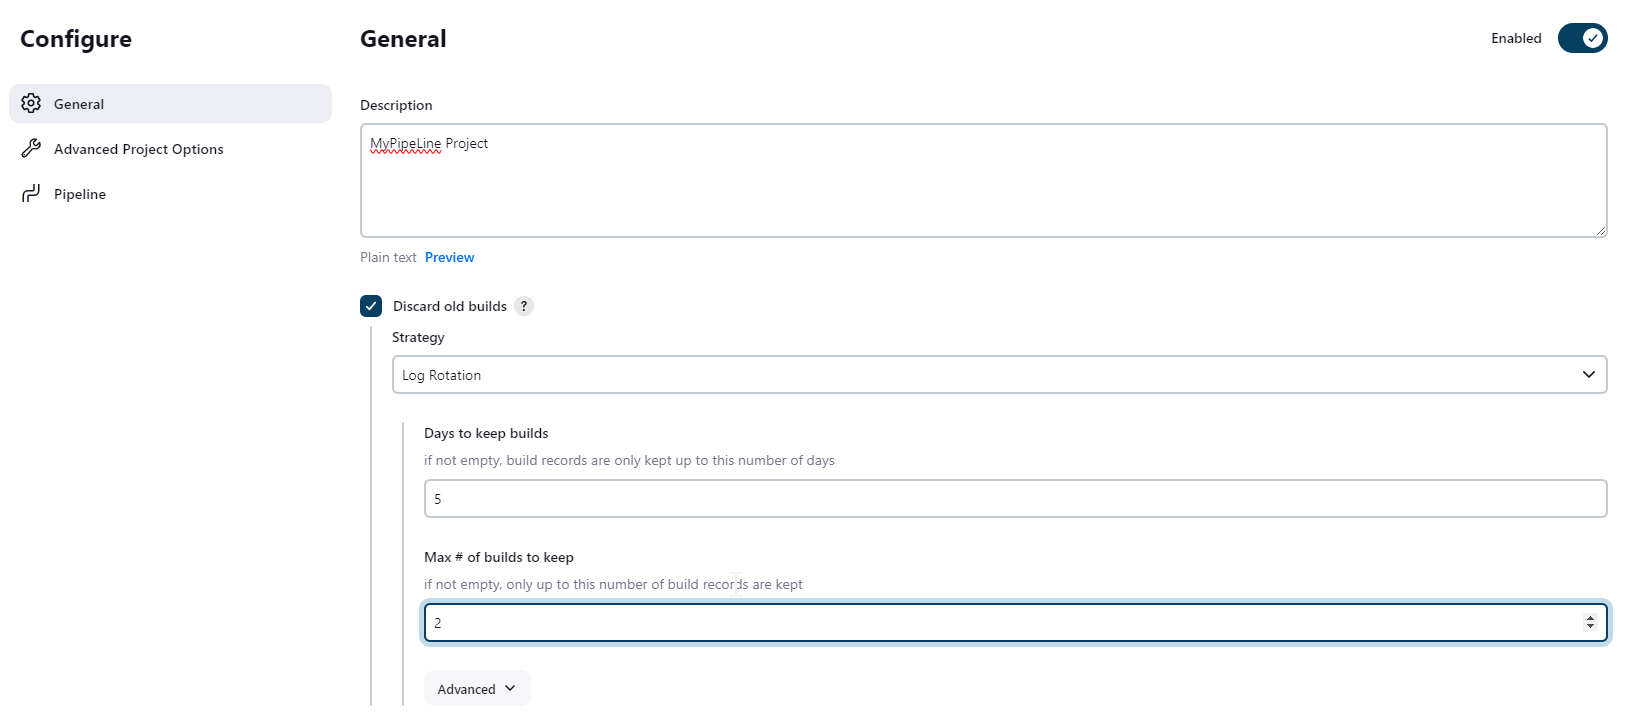 Configure
General
Advanced Project Options
Pipeline
General
Enabled
Description
MyPipeLine Project
Plain text Preview
Discard old builds ?
Strategy
Log Rotation
Days to keep builds
if not empty, build records are only kept up to this number of days
5
Max # of builds to keep
if not empty, only up to this number of build records are kept
2
Advanced